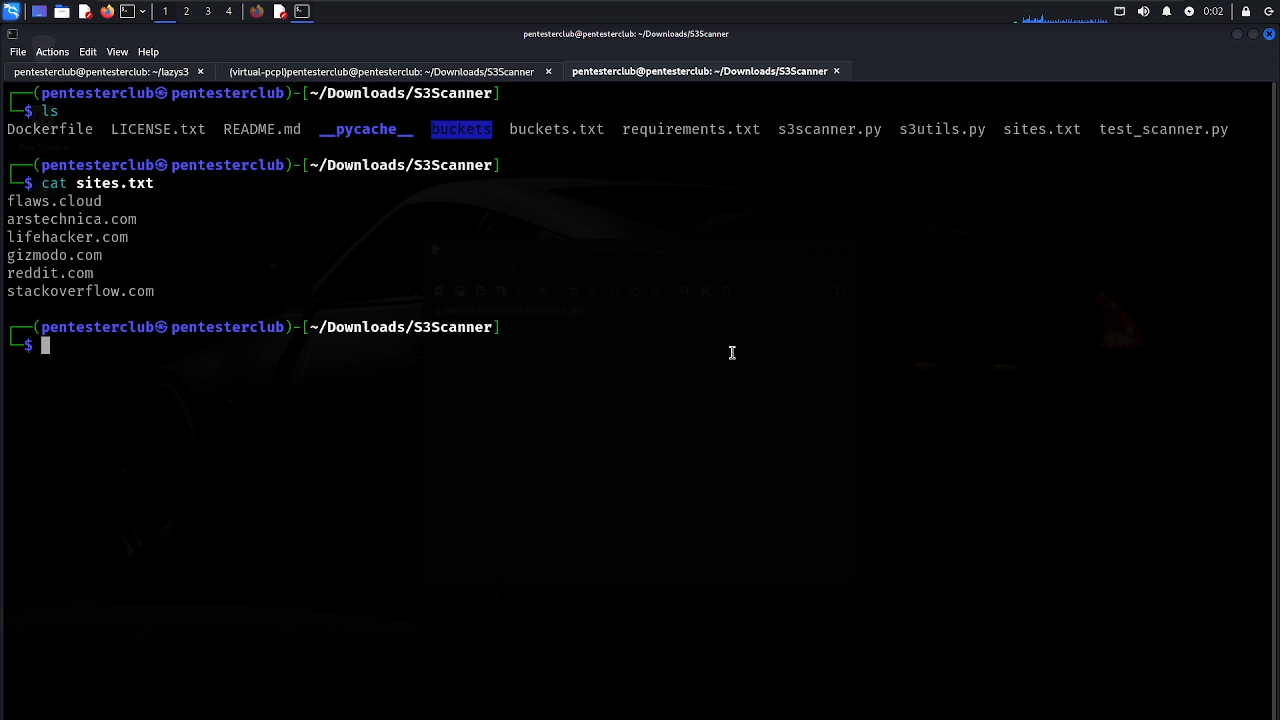 1 2 3 4 0:02
pentesterclub@pentesterclub: ~/Downloads/S3Scanner
File Actions Edit View Help
pentesterclub@pentesterclub: ~/lazys3 × (virtual-pcpl)pentesterclub@pentesterclub: ~/Downloads/S3Scanner × pentesterclub@pentesterclub: ~/Downloads/S3Scanner ×
┌──(pentesterclub㉿pentesterclub)-[~/Downloads/S3Scanner]
└─$ ls
Dockerfile LICENSE.txt README.md __pycache__ buckets buckets.txt requirements.txt s3scanner.py s3utils.py sites.txt test_scanner.py
File System
┌──(pentesterclub㉿pentesterclub)-[~/Downloads/S3Scanner]
└─$ cat sites.txt
flaws.cloud
arstechnica.com
lifehacker.com
gizmodo.com
reddit.com
stackoverflow.com
┌──(pentesterclub㉿pentesterclub)-[~/Downloads/S3Scanner]
└─$